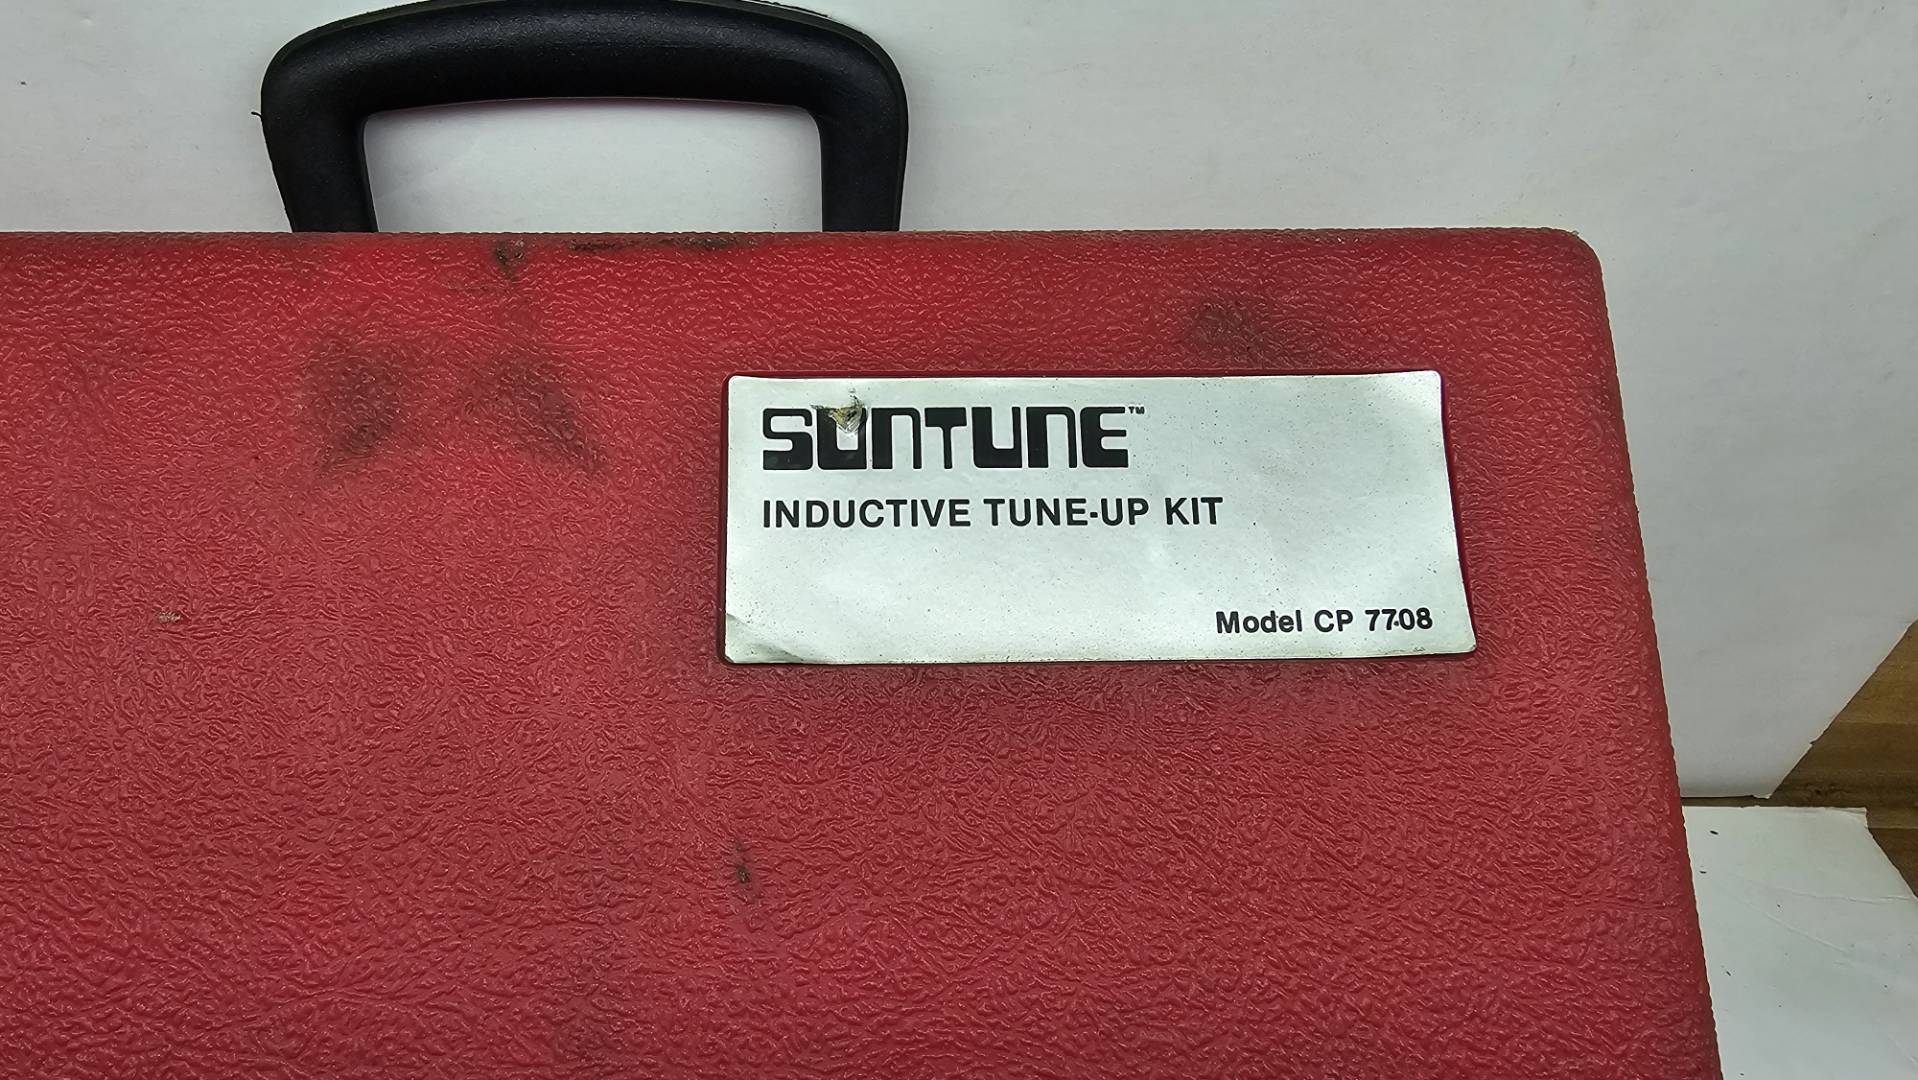 SUNTUNE™
INDUCTIVE TUNE-UP KIT
Model CP 7708